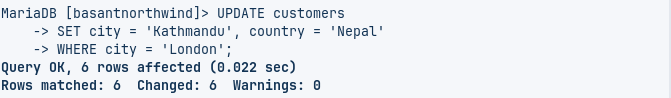 MariaDB [basantnorthwind]> UPDATE customers
    -> SET city = 'Kathmandu', country = 'Nepal'
    -> WHERE city = 'London';
Query OK, 6 rows affected (0.022 sec)
Rows matched: 6  Changed: 6  Warnings: 0